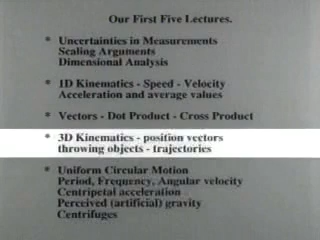 Our First Five Lectures.
* Uncertainties in Measurements
Scaling Arguments
Dimensional Analysis
* 1D Kinematics - Speed - Velocity
Acceleration and average values
* Vectors - Dot Product - Cross Product
* 3D Kinematics - position vectors
throwing objects - trajectories
* Uniform Circular Motion
Period, Frequency, Angular velocity
Centripetal acceleration
Perceived (artificial) gravity
Centrifuges